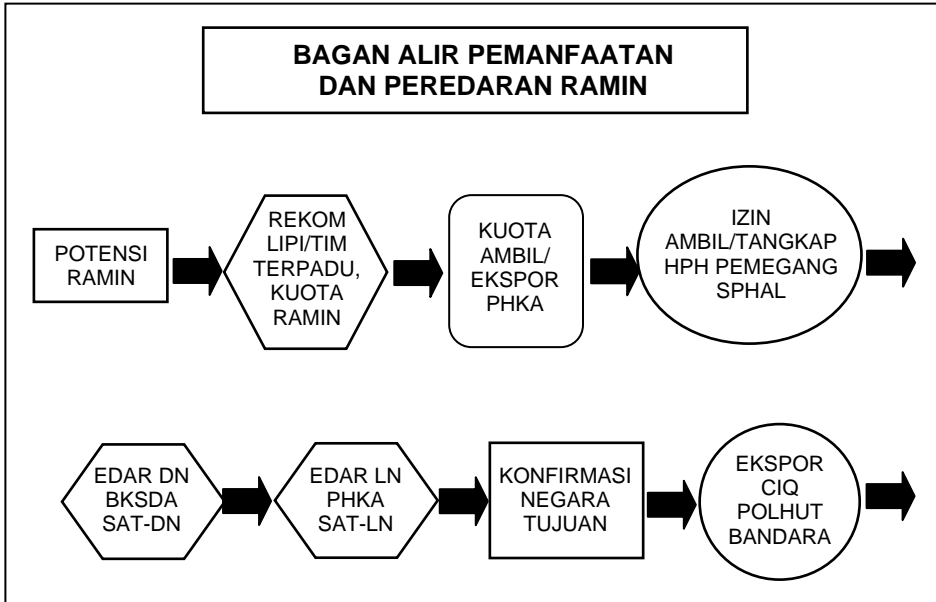 BAGAN ALIR PEMANFAATAN
DAN PEREDARAN RAMIN
POTENSI
RAMIN
REKOM
LIPI/TIM
TERPADU,
KUOTA
RAMIN
KUOTA
AMBIL/
EKSPOR
PHKA
IZIN
AMBIL/TANGKAP
HPH PEMEGANG
SPHAL
EDAR DN
BKSDA
SAT-DN
EDAR LN
PHKA
SAT-LN
KONFIRMASI
NEGARA
TUJUAN
EKSPOR
CIQ
POLHUT
BANDARA